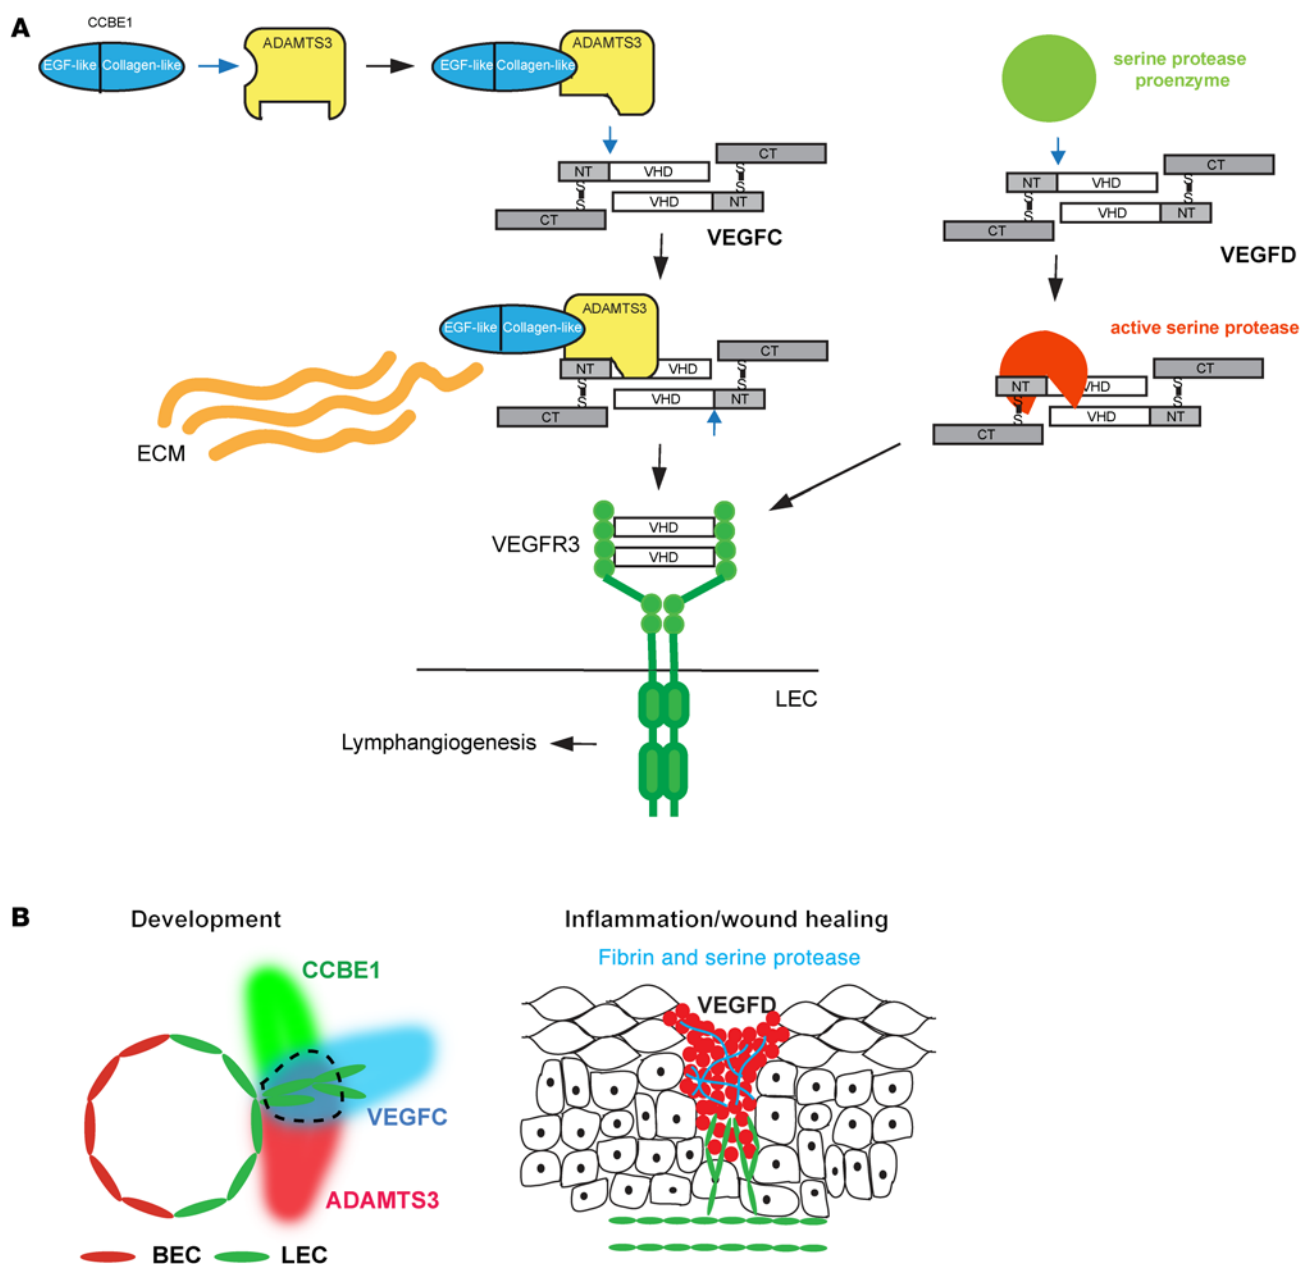 A
CCBE1
EGF-like Collagen-like
ADAMTS3
EGF-like Collagen-like
ADAMTS3
serine protease
proenzyme
CT
NT VHD
S
S
S
S
VHD NT
CT
VEGFC
CT
NT VHD
S
S
S
S
VHD NT
CT
VEGFD
EGF-like Collagen-like
ADAMTS3
CT
NT VHD
S
S
S
S
VHD NT
CT
ECM
active serine protease
CT
NT VHD
S
S
S
S
VHD NT
CT
VEGFR3
VHD
VHD
LEC
Lymphangiogenesis
B
Development
CCBE1
VEGFC
ADAMTS3
BEC LEC
Inflammation/wound healing
Fibrin and serine protease
VEGFD